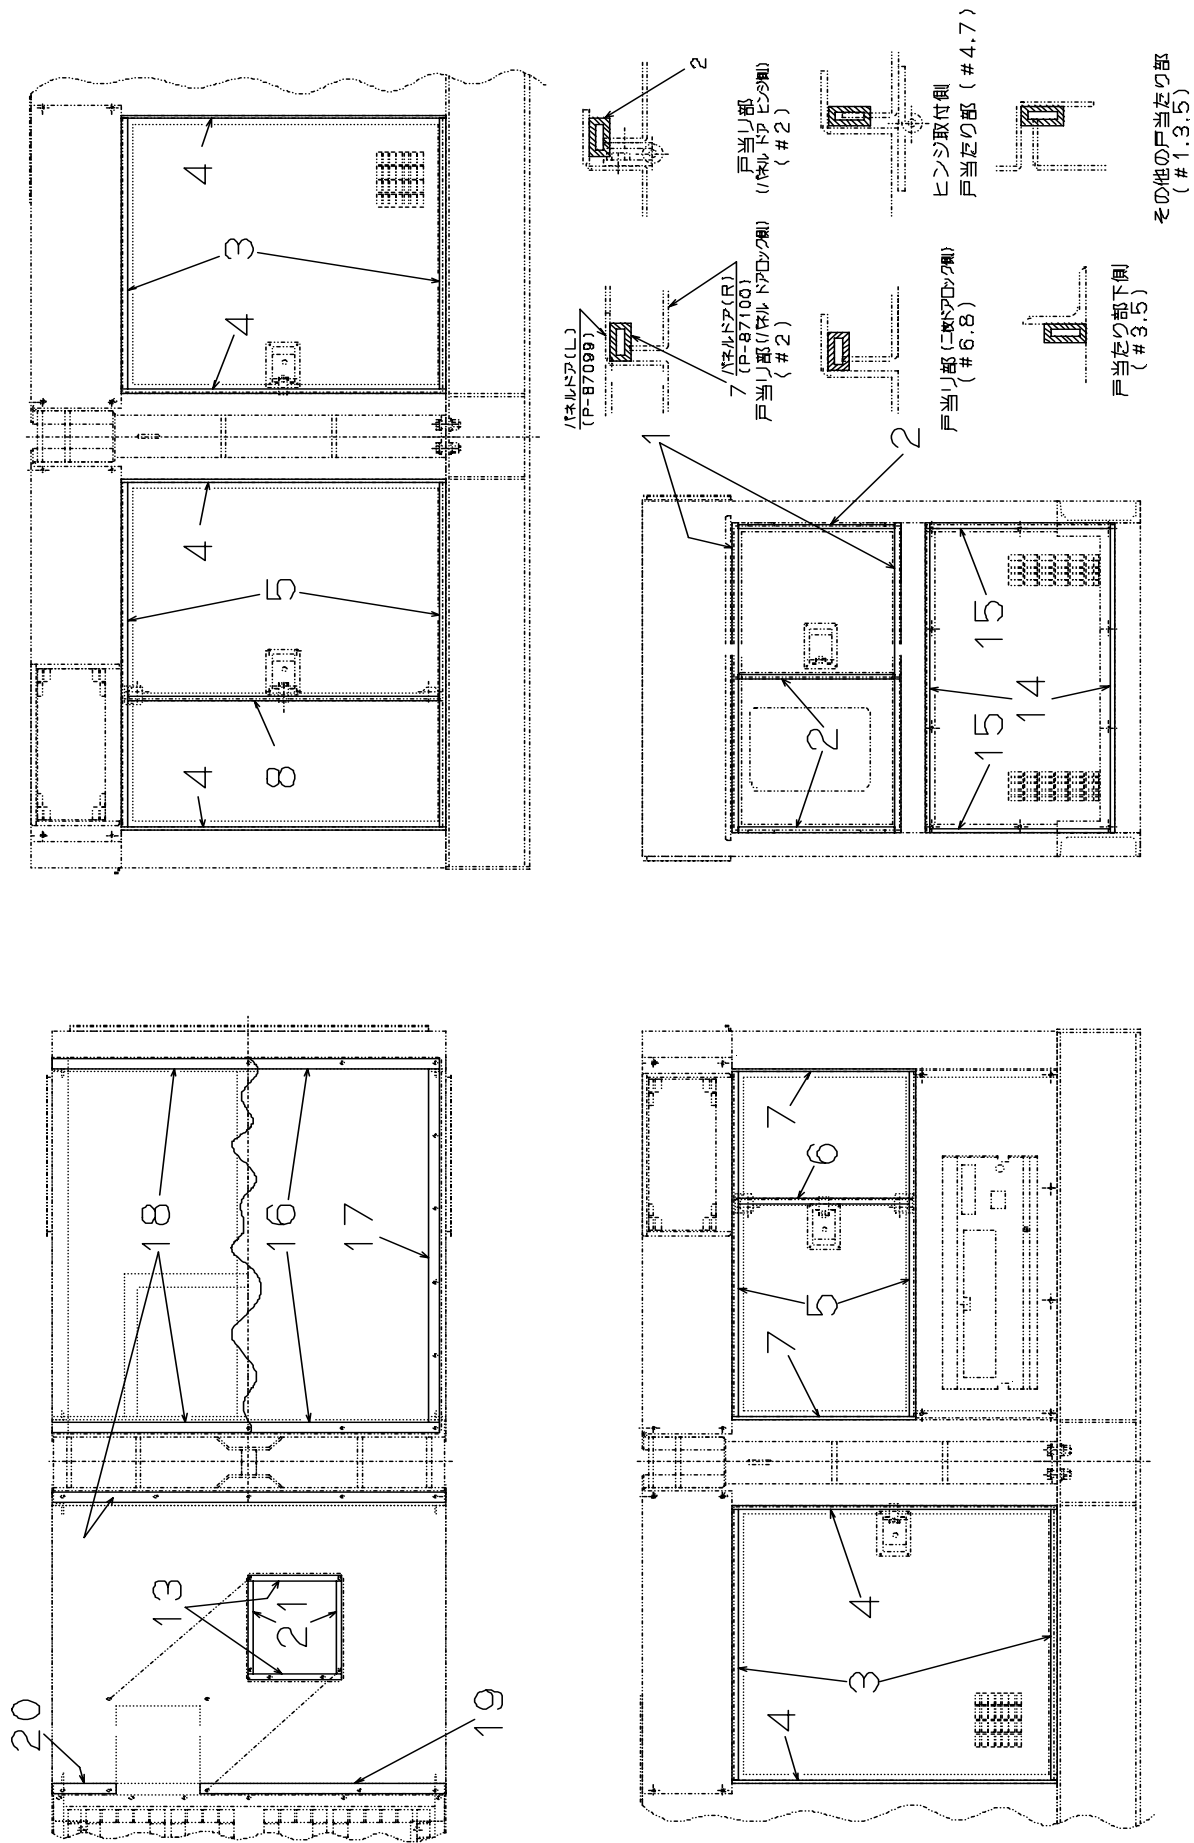 20
19
13
21
18
16
17
4
8
5
4
4
3
4
4
3
4
7
5
6
7
15
14
15
2
1
2
パネルドア(L)
(P-87099)
7
パネルドア(R)
(P-87100)
戸当り部(パネルドアロック側)
(#2)
2
戸当り部
(パネルドア ヒンジ側)
(#2)
戸当り部(二枚ドアロック側)
(#6.8)
ヒンジ取付側
戸当たり部(#4.7)
戸当たり部下側
(#3.5)
その他の戸当たり部
(#1.3.5)